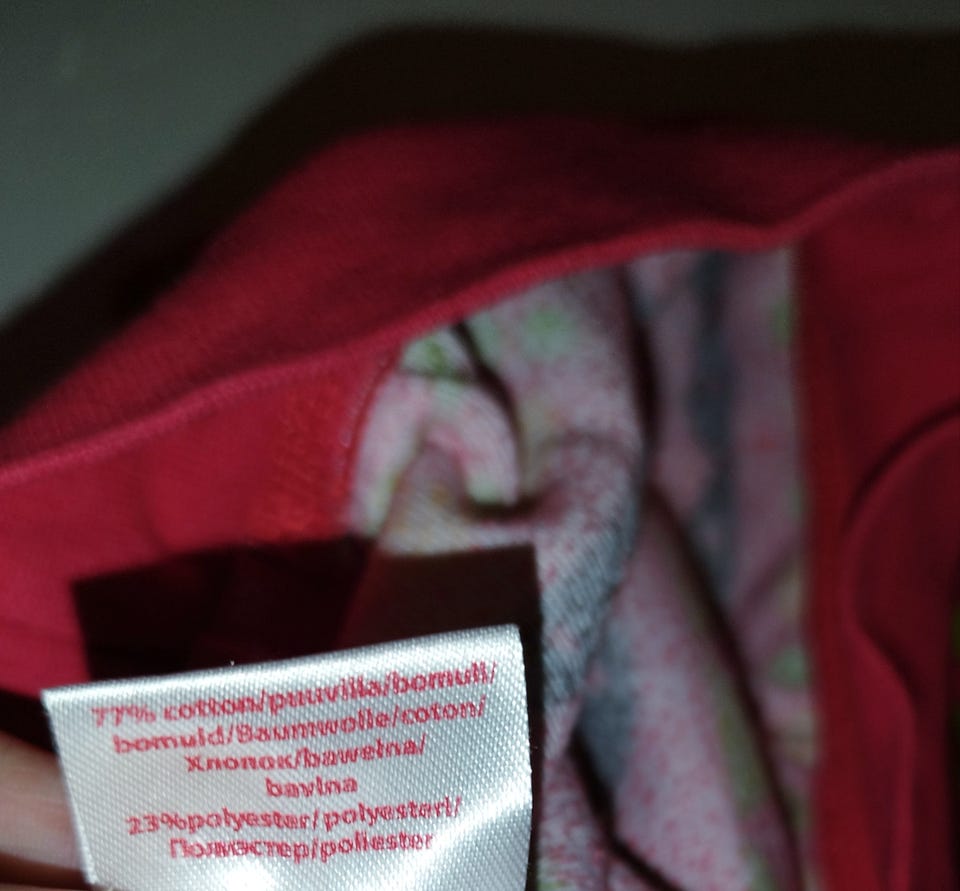 77% cotton/puuvilla/bomull/
bomuld/Baumwolle/coton/
Хлопок/bawełna/
bavlna
23%polyester/polyesteri/
Полиэстер/poliester